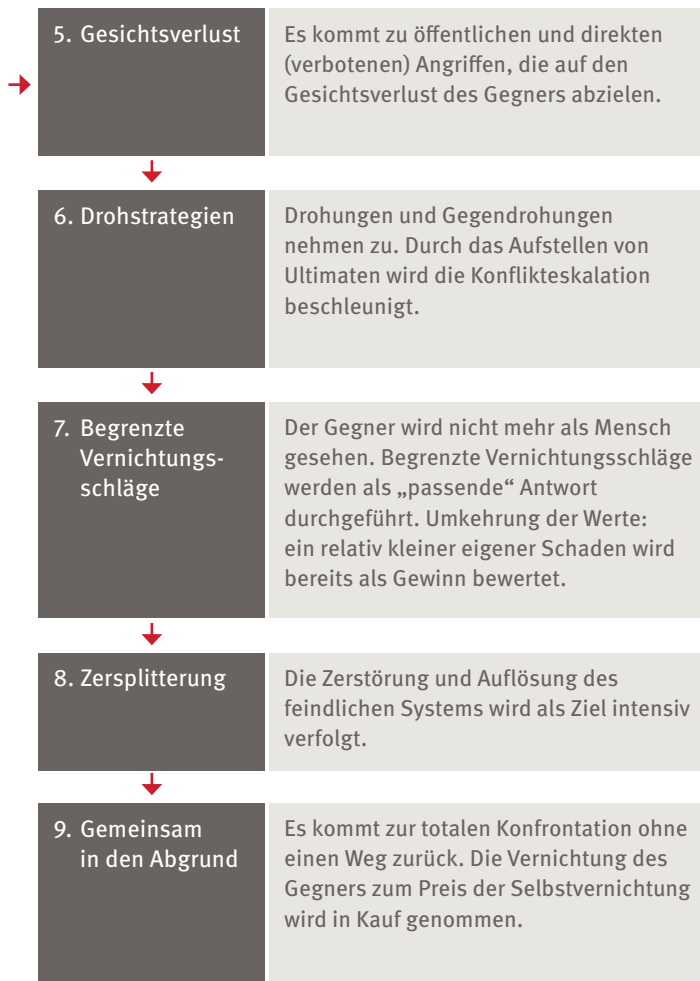 5. Gesichtsverlust
Es kommt zu öffentlichen und direkten
(verbotenen) Angriffen, die auf den
Gesichtsverlust des Gegners abzielen.
6. Drohstrategien
Drohungen und Gegendrohungen
nehmen zu. Durch das Aufstellen von
Ultimaten wird die Konflikteskalation
beschleunigt.
7. Begrenzte
Vernichtungs-
schläge
Der Gegner wird nicht mehr als Mensch
gesehen. Begrenzte Vernichtungsschläge
werden als „passende“ Antwort
durchgeführt. Umkehrung der Werte:
ein relativ kleiner eigener Schaden wird
bereits als Gewinn bewertet.
8. Zersplitterung
Die Zerstörung und Auflösung des
feindlichen Systems wird als Ziel intensiv
verfolgt.
9. Gemeinsam
in den Abgrund
Es kommt zur totalen Konfrontation ohne
einen Weg zurück. Die Vernichtung des
Gegners zum Preis der Selbstvernichtung
wird in Kauf genommen.